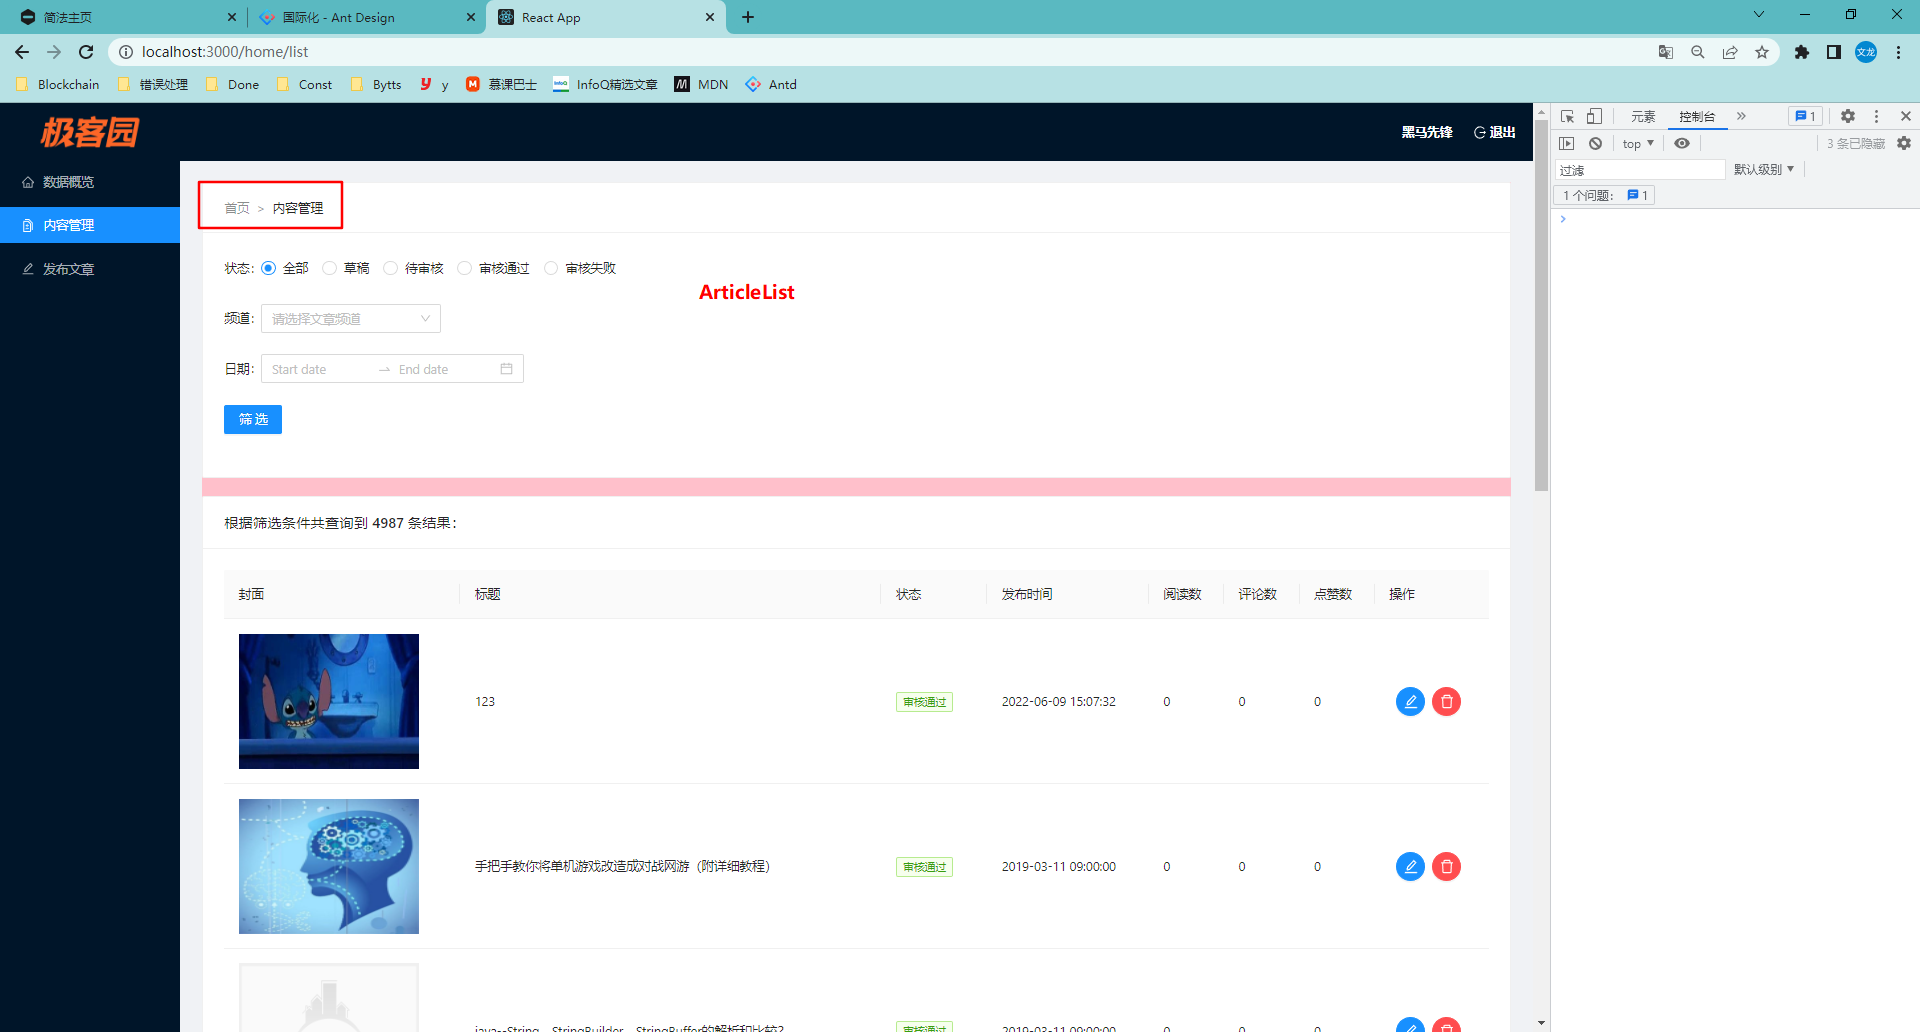 简法主页
国际化 - Ant Design
React App
localhost:3000/home/list
文龙
Blockchain
错误处理
Done
Const
Bytts
y
慕课巴士
InfoQ精选文章
MDN
Antd
极客园
黑马先锋
退出
数据概览
内容管理
发布文章
首页 > 内容管理
状态: 全部 草稿 待审核 审核通过 审核失败
ArticleList
频道: 请选择文章频道
日期: Start date → End date
筛 选
根据筛选条件共查询到 4987 条结果:
封面 标题 状态 发布时间 阅读数 评论数 点赞数 操作
123 审核通过 2022-06-09 15:07:32 0 0 0
手把手教你将单机游戏改造成对战网游（附详细教程） 审核通过 2019-03-11 09:00:00 0 0 0
java--String、StringBuilder、StringBuffer的解析和比较? 审核通过 2019-03-11 09:00:00 0 0 0
元素 控制台 » 1
top 3 条已隐藏
过滤 默认级别
1 个问题: 1